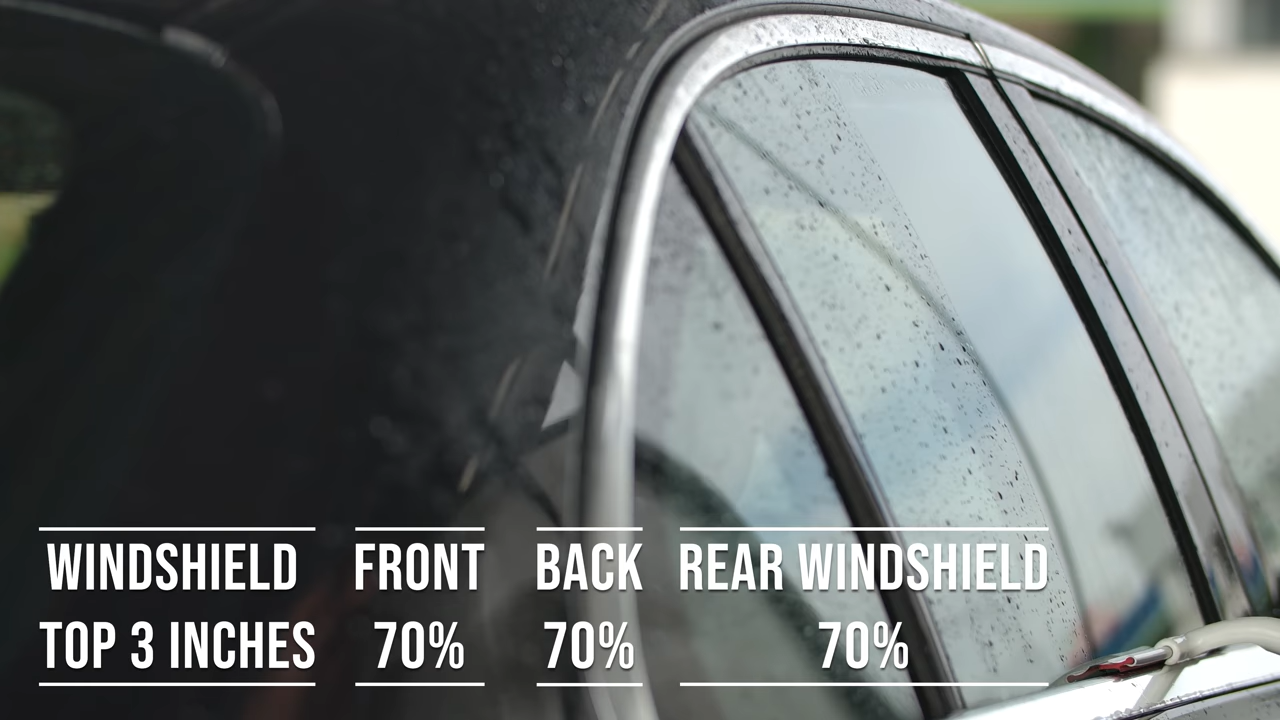 WINDSHIELD FRONT BACK REAR WINDSHIELD
TOP 3 INCHES 70% 70% 70%